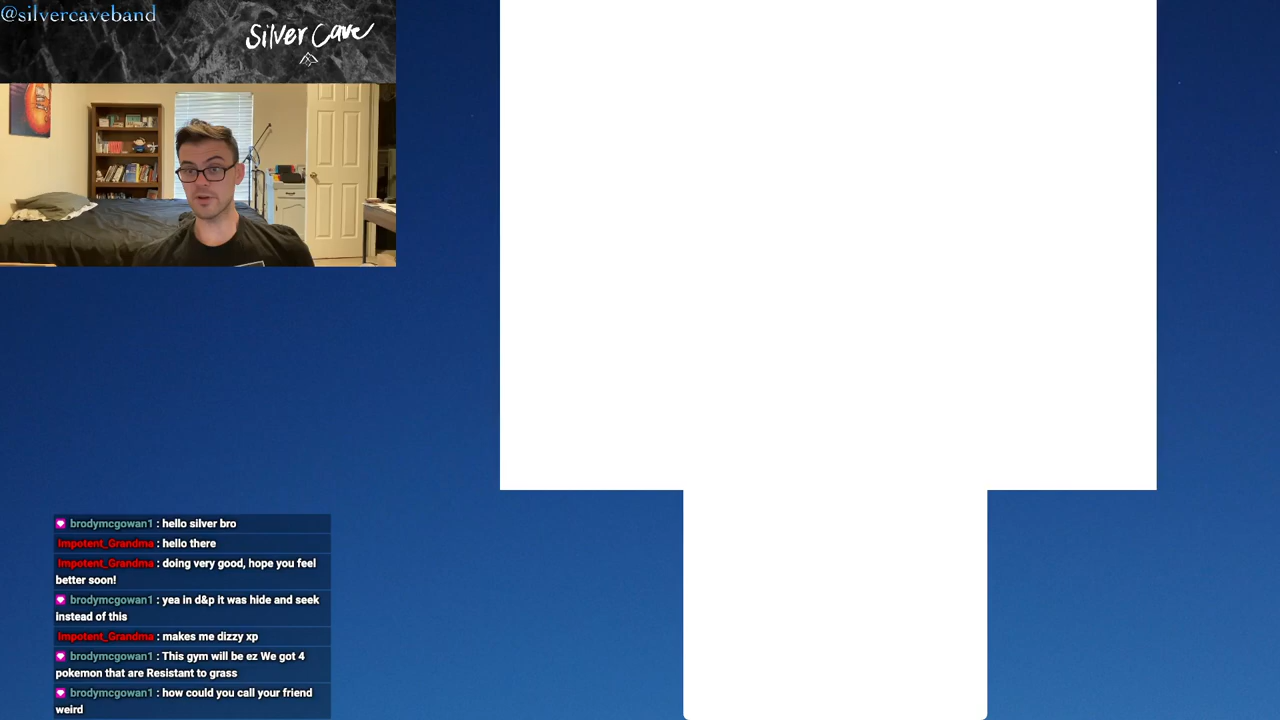 @silvercaveband
Silver Cave
brodymcgowan1 : hello silver bro
Impotent_Grandma : hello there
Impotent_Grandma : doing very good, hope you feel
better soon!
brodymcgowan1 : yea in d&p it was hide and seek
instead of this
Impotent_Grandma : makes me dizzy xp
brodymcgowan1 : This gym will be ez We got 4
pokemon that are Resistant to grass
brodymcgowan1 : how could you call your friend
weird